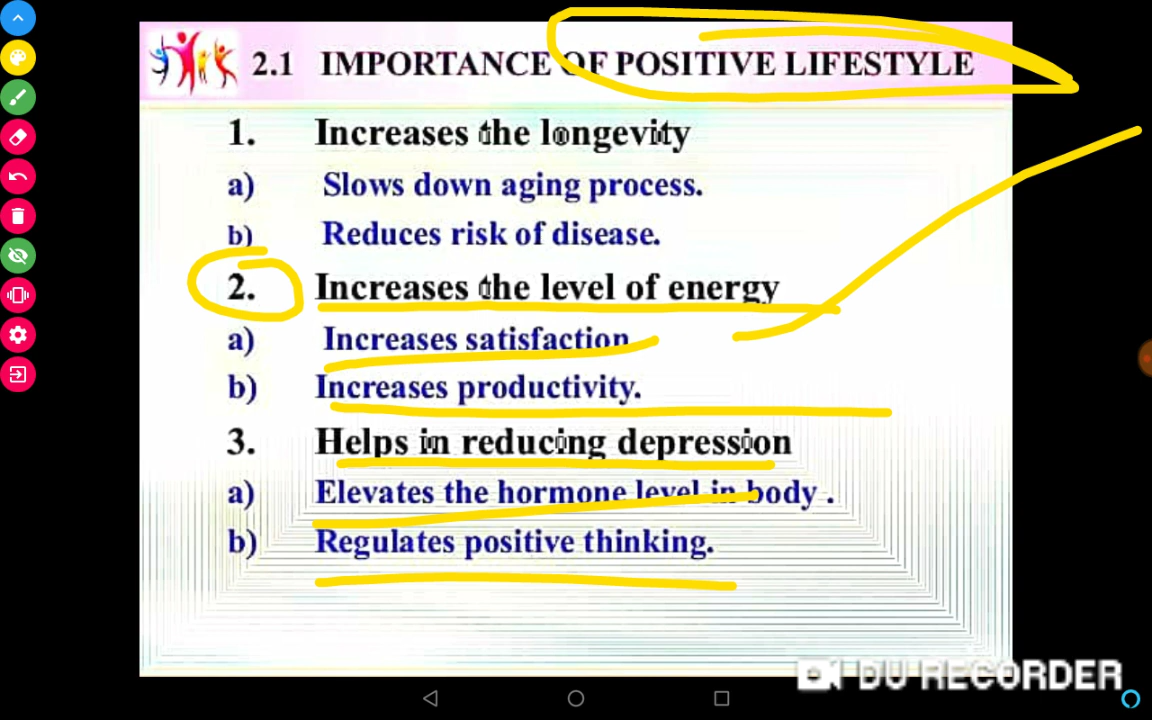 2.1 IMPORTANCE OF POSITIVE LIFESTYLE
1. Increases the longevity
a) Slows down aging process.
b) Reduces risk of disease.
2. Increases the level of energy
a) Increases satisfaction
b) Increases productivity.
3. Helps in reducing depression
a) Elevates the hormone level in body .
b) Regulates positive thinking.
DU RECORDER